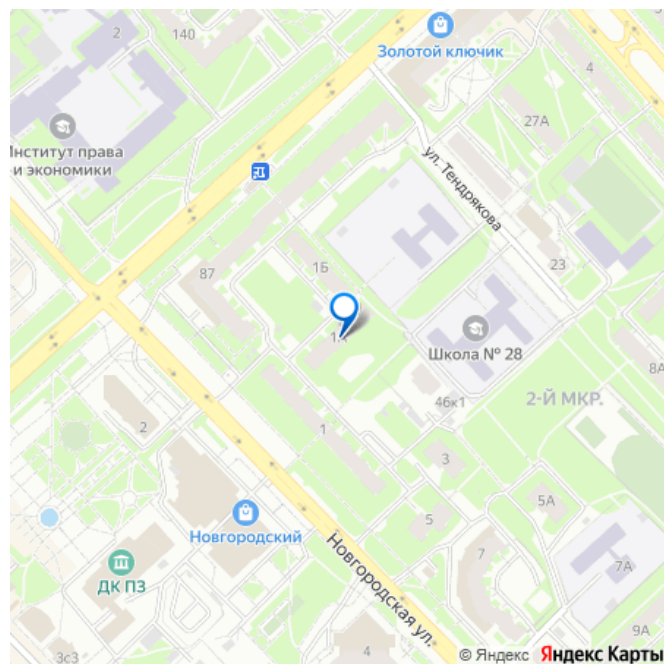 2
140
Золотой ключик
4
27А
Институт права
и экономики
ул. Тендрякова
87
1Б
23
1А
Школа № 28
8А
46к1
2-Й МКР.
2
1
3
5А
Новгородский
5
7
ДК ПЗ
Новгородская ул.
7А
9А
3с3
4
© Яндекс Яндекс Карты